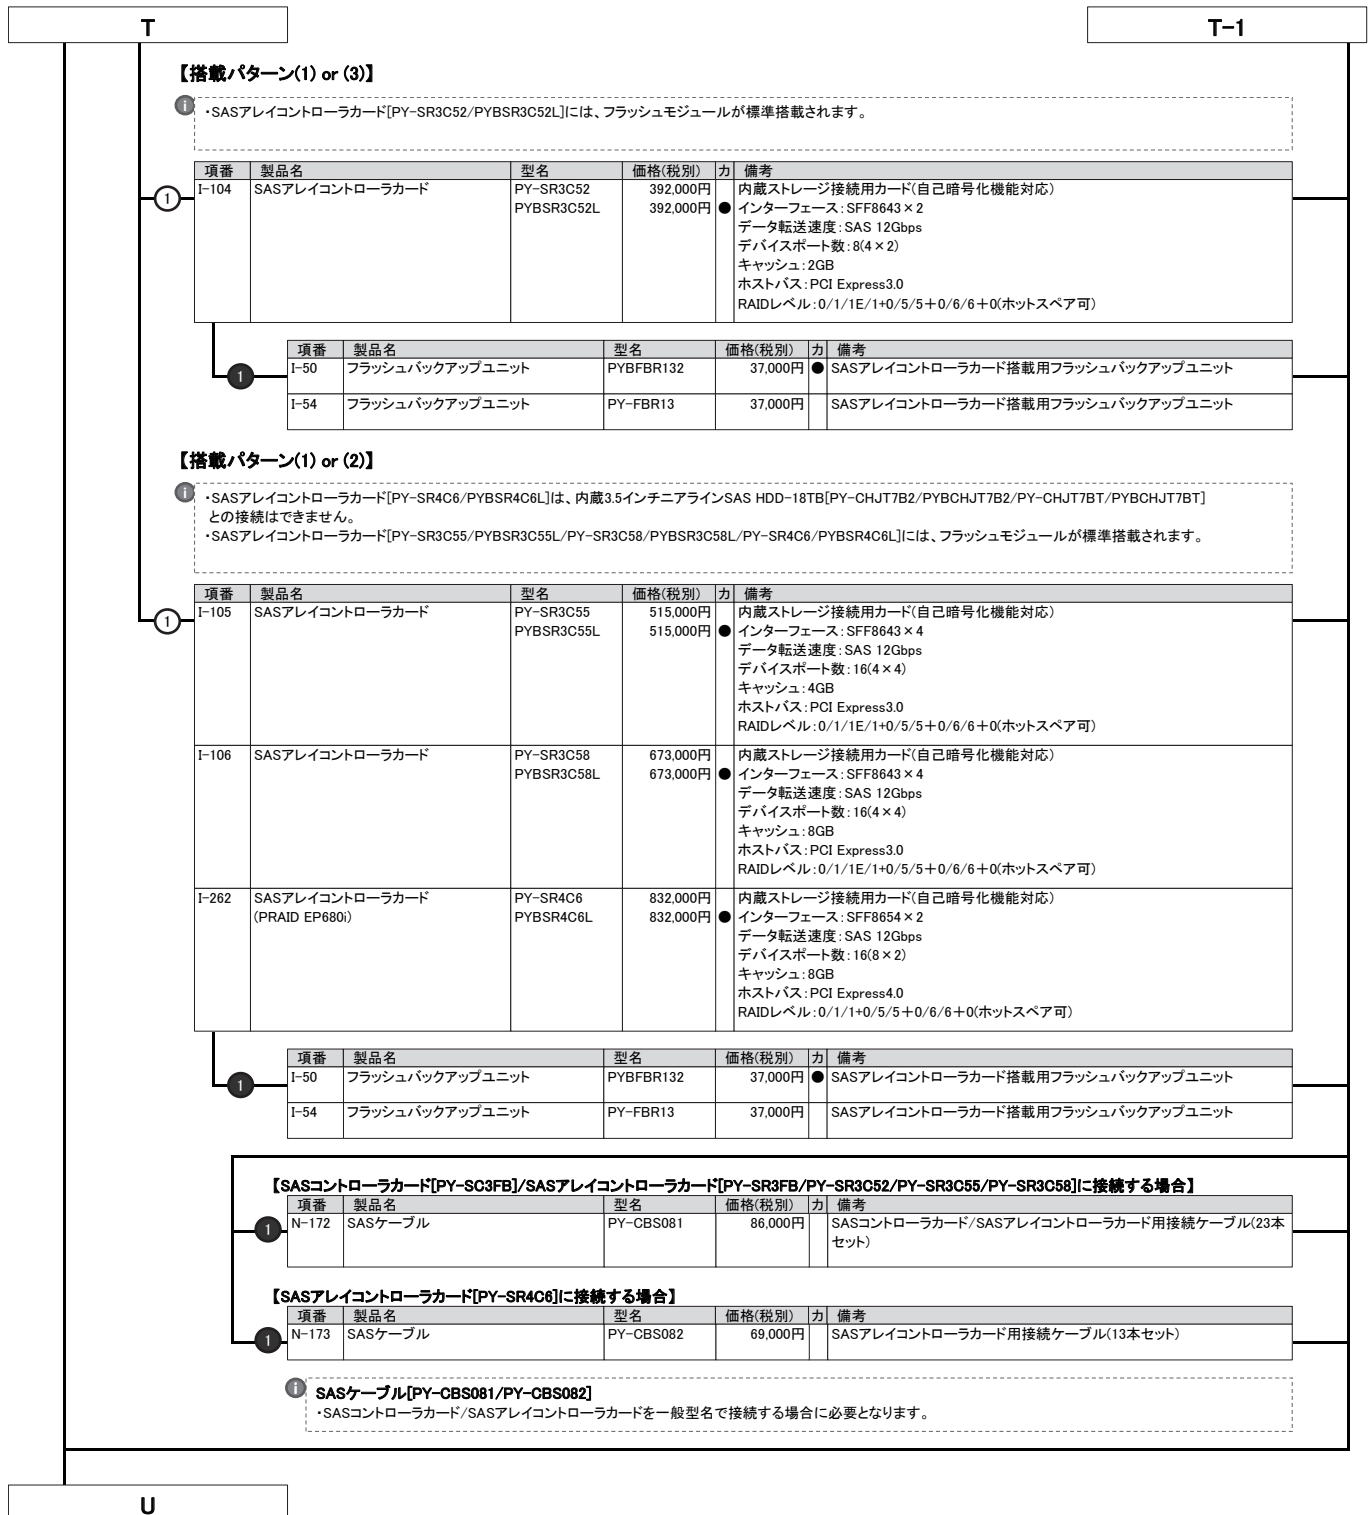 T
T-1
【搭載パターン(1) or (3)】
・SASアレイコントローラカード[PY-SR3C52/PYBSR3C52L]には、フラッシュモジュールが標準搭載されます。
項番 製品名 型名 価格(税別) カ 備考
1 I-104 SASアレイコントローラカード PY-SR3C52 392,000円 内蔵ストレージ接続用カード(自己暗号化機能対応)
PYBSR3C52L 392,000円 ● インターフェース:SFF8643×2
データ転送速度:SAS 12Gbps
デバイスポート数:8(4×2)
キャッシュ:2GB
ホストバス:PCI Express3.0
RAIDレベル:0/1/1E/1+0/5/5+0/6/6+0(ホットスペア可)
項番 製品名 型名 価格(税別) カ 備考
1 I-50 フラッシュバックアップユニット PYBFBR132 37,000円 ● SASアレイコントローラカード搭載用フラッシュバックアップユニット
I-54 フラッシュバックアップユニット PY-FBR13 37,000円 SASアレイコントローラカード搭載用フラッシュバックアップユニット
【搭載パターン(1) or (2)】
・SASアレイコントローラカード[PY-SR4C6/PYBSR4C6L]は、内蔵3.5インチニアラインSAS HDD-18TB[PY-CHJT7B2/PYBCHJT7B2/PY-CHJT7BT/PYBCHJT7BT]
との接続はできません。
・SASアレイコントローラカード[PY-SR3C55/PYBSR3C55L/PY-SR3C58/PYBSR3C58L/PY-SR4C6/PYBSR4C6L]には、フラッシュモジュールが標準搭載されます。
項番 製品名 型名 価格(税別) カ 備考
1 I-105 SASアレイコントローラカード PY-SR3C55 515,000円 内蔵ストレージ接続用カード(自己暗号化機能対応)
PYBSR3C55L 515,000円 ● インターフェース:SFF8643×4
データ転送速度:SAS 12Gbps
デバイスポート数:16(4×4)
キャッシュ:4GB
ホストバス:PCI Express3.0
RAIDレベル:0/1/1E/1+0/5/5+0/6/6+0(ホットスペア可)
I-106 SASアレイコントローラカード PY-SR3C58 673,000円 内蔵ストレージ接続用カード(自己暗号化機能対応)
PYBSR3C58L 673,000円 ● インターフェース:SFF8643×4
データ転送速度:SAS 12Gbps
デバイスポート数:16(4×4)
キャッシュ:8GB
ホストバス:PCI Express3.0
RAIDレベル:0/1/1E/1+0/5/5+0/6/6+0(ホットスペア可)
I-262 SASアレイコントローラカード PY-SR4C6 832,000円 内蔵ストレージ接続用カード(自己暗号化機能対応)
(PRAID EP680i) PYBSR4C6L 832,000円 ● インターフェース:SFF8654×2
データ転送速度:SAS 12Gbps
デバイスポート数:16(8×2)
キャッシュ:8GB
ホストバス:PCI Express4.0
RAIDレベル:0/1/1+0/5/5+0/6/6+0(ホットスペア可)
項番 製品名 型名 価格(税別) カ 備考
1 I-50 フラッシュバックアップユニット PYBFBR132 37,000円 ● SASアレイコントローラカード搭載用フラッシュバックアップユニット
I-54 フラッシュバックアップユニット PY-FBR13 37,000円 SASアレイコントローラカード搭載用フラッシュバックアップユニット
【SASコントローラカード[PY-SC3FB]/SASアレイコントローラカード[PY-SR3FB/PY-SR3C52/PY-SR3C55/PY-SR3C58]に接続する場合】
項番 製品名 型名 価格(税別) カ 備考
1 N-172 SASケーブル PY-CBS081 86,000円 SASコントローラカード/SASアレイコントローラカード用接続ケーブル(23本
セット)
【SASアレイコントローラカード[PY-SR4C6]に接続する場合】
項番 製品名 型名 価格(税別) カ 備考
1 N-173 SASケーブル PY-CBS082 69,000円 SASアレイコントローラカード用接続ケーブル(13本セット)
SASケーブル[PY-CBS081/PY-CBS082]
・SASコントローラカード/SASアレイコントローラカードを一般型名で接続する場合に必要となります。
U